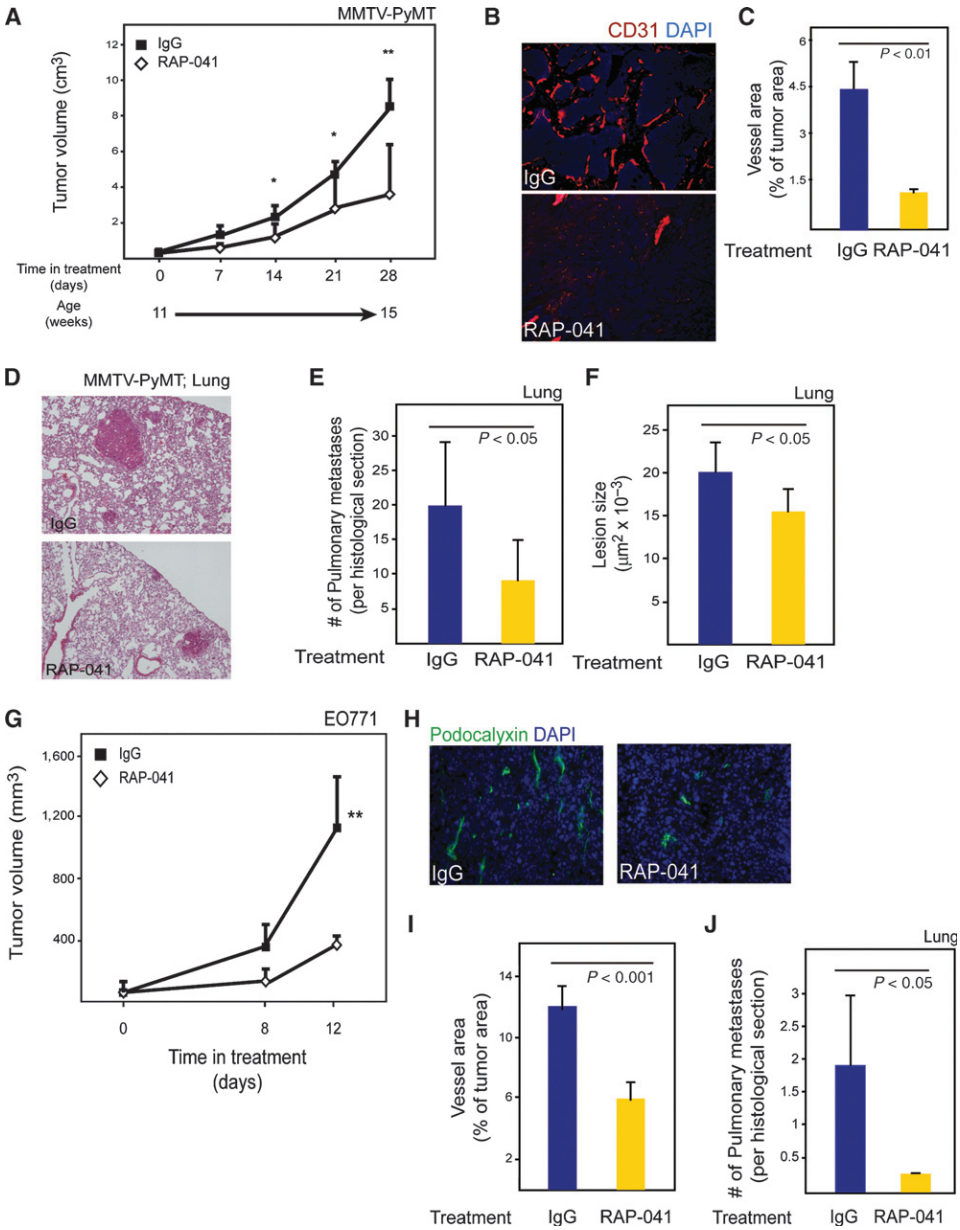 A
MMTV-PyMT
IgG
RAP-041
Tumor volume (cm3)
12
10
8
6
4
2
*
*
**
Time in treatment
(days)
0 7 14 21 28
Age
(weeks)
11 15
B
CD31 DAPI
IgG
RAP-041
C
Vessel area
(% of tumor area)
6
4.5
3
1.5
P < 0.01
Treatment IgG RAP-041
D
MMTV-PyMT; Lung
IgG
RAP-041
E
Lung
# of Pulmonary metastases
(per histological section)
30
25
20
15
10
5
P < 0.05
Treatment IgG RAP-041
F
Lung
Lesion size
(µm2 x 10–3)
25
20
15
10
5
P < 0.05
Treatment IgG RAP-041
G
EO771
IgG
RAP-041
Tumor volume (mm3)
1,600
1,200
800
400
**
0 8 12
Time in treatment
(days)
H
Podocalyxin DAPI
IgG
RAP-041
I
Vessel area
(% of tumor area)
14
10
6
2
P < 0.001
Treatment IgG RAP-041
J
Lung
# of Pulmonary metastases
(per histological section)
3
2.5
2
1.5
1
0.5
P < 0.05
Treatment IgG RAP-041